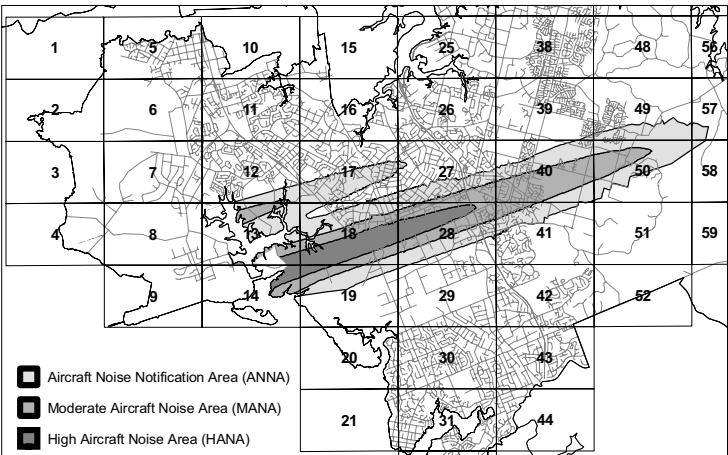 1 5 10 15 25 38 48 56
2 6 11 16 26 39 49 57
3 7 12 17 27 40 50 58
4 8 13 18 28 41 51 59
9 14 19 29 42 52
20 30 43
Aircraft Noise Notification Area (ANNA)
Moderate Aircraft Noise Area (MANA)
21 31 44
High Aircraft Noise Area (HANA)